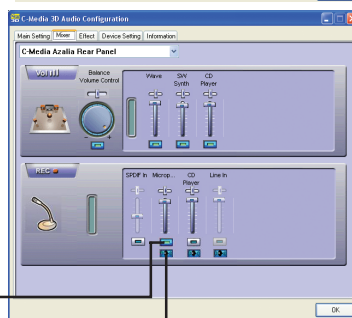 C-Media 3D Audio Configuration
Main Setting Mixer Effect Device Setting Information
C-Media Azalia Rear Panel
Vol
Balance
Volume Control
- +
Wave
SW
Synth
CD
Player
REC
SPDIF In
Microp...
CD
Player
Line In
OK